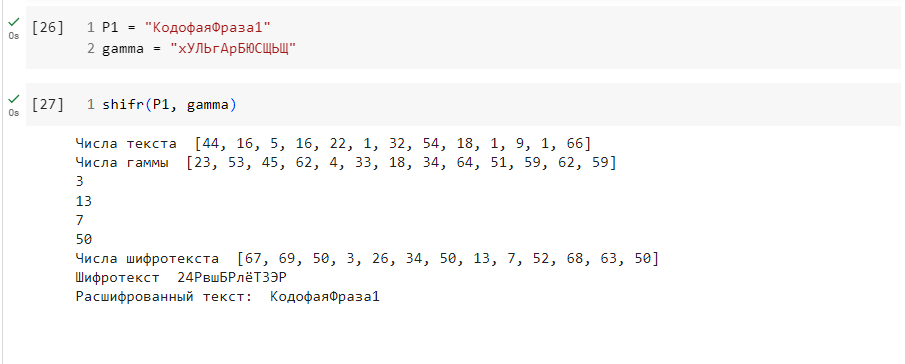 [26] 1 P1 = "КодофаяФраза1"
2 gamma = "хУЛЬгАрБЮСЩЬЩ"
0s
[27] 1 shifr(P1, gamma)
0s
Числа текста [44, 16, 5, 16, 22, 1, 32, 54, 18, 1, 9, 1, 66]
Числа гаммы [23, 53, 45, 62, 4, 33, 18, 34, 64, 51, 59, 62, 59]
3
13
7
50
Числа шифротекста [67, 69, 50, 3, 26, 34, 50, 13, 7, 52, 68, 63, 50]
Шифротекст 24РвшБРлёТ3ЭР
Расшифрованный текст: КодофаяФраза1